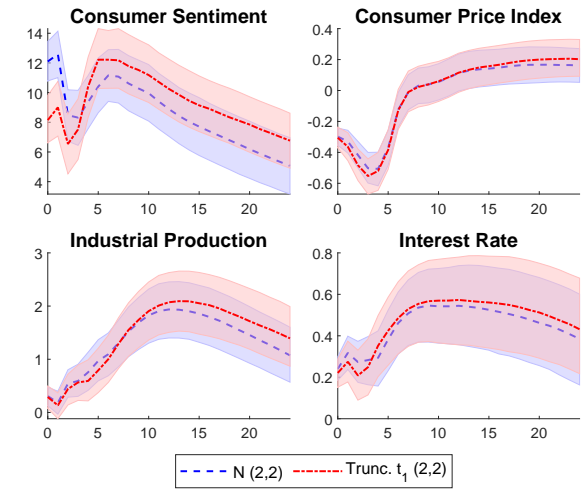 Consumer Sentiment
14
12
10
8
6
4
0 5 10 15 20
Consumer Price Index
0.4
0.2
0
-0.2
-0.4
-0.6
0 5 10 15 20
Industrial Production
3
2
1
0
0 5 10 15 20
Interest Rate
0.8
0.6
0.4
0.2
0
0 5 10 15 20
N (2,2) Trunc. t_1 (2,2)